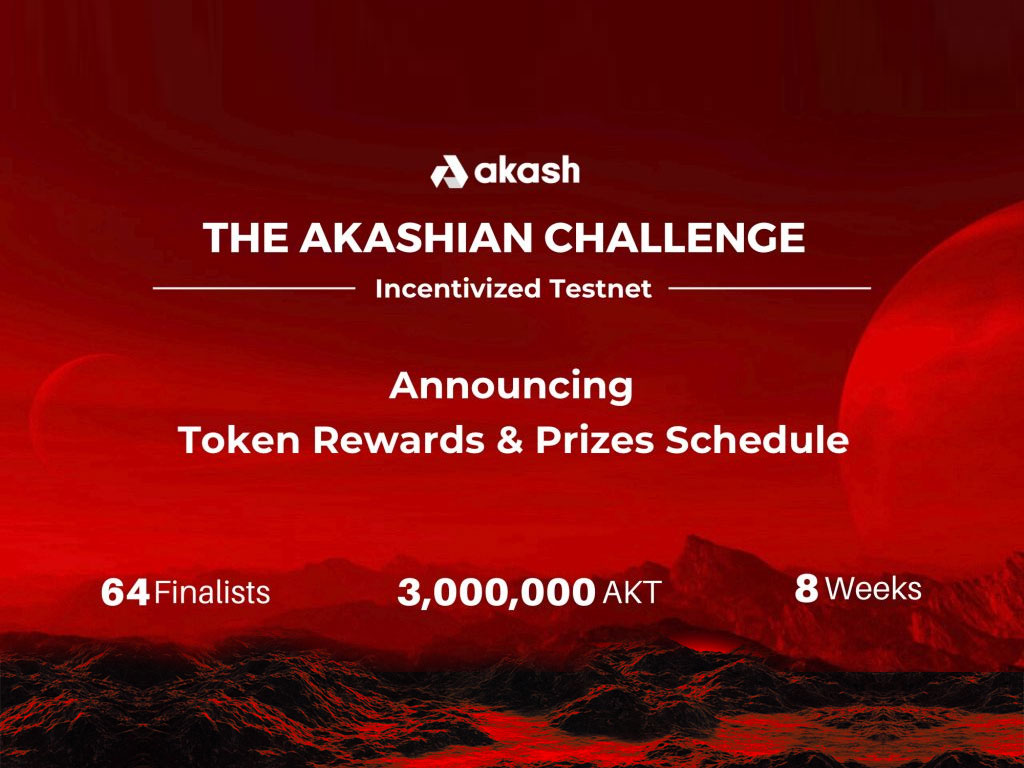 akash
THE AKASHIAN CHALLENGE
Incentivized Testnet
Announcing
Token Rewards & Prizes Schedule
64 Finalists
3,000,000 AKT
8 Weeks